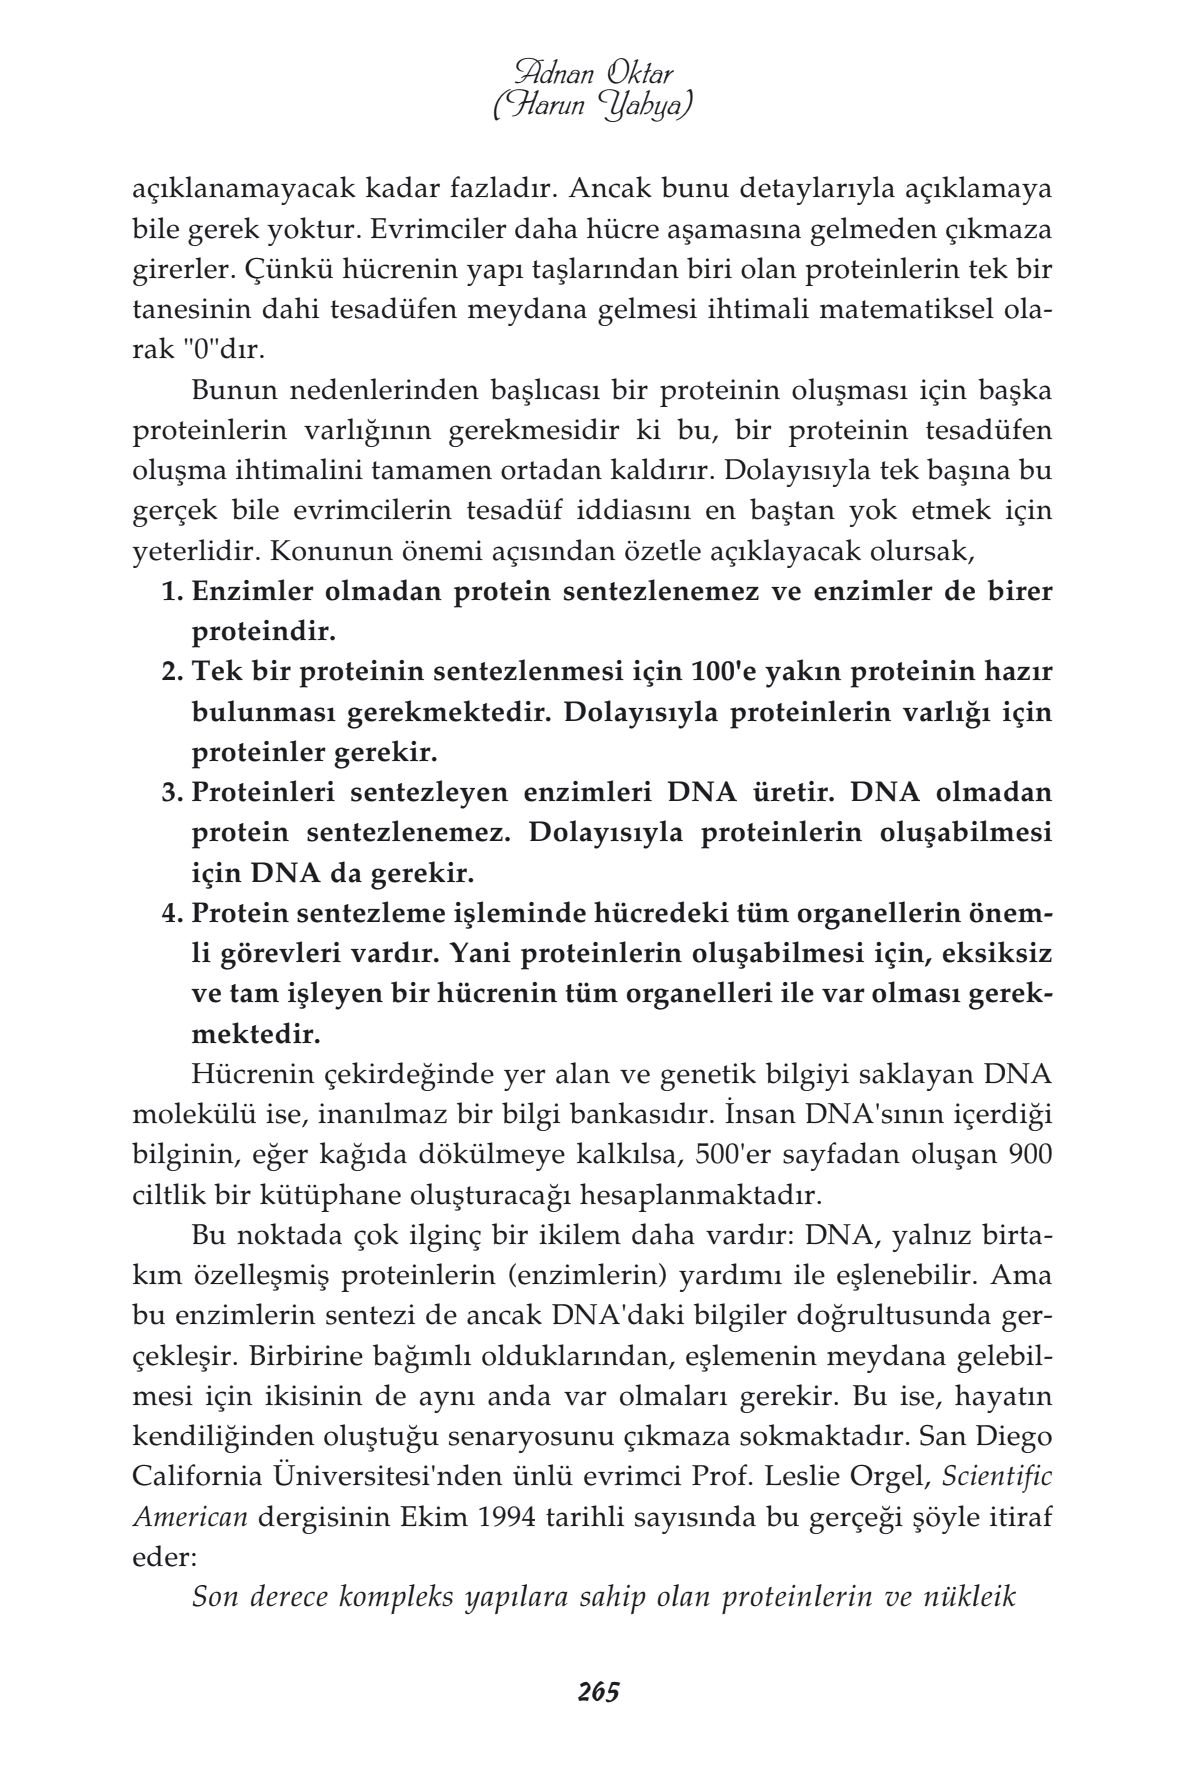 Adnan Oktar
(Harun Yahya)
açıklanamayacak kadar fazladır. Ancak bunu detaylarıyla açıklamaya
bile gerek yoktur. Evrimciler daha hücre aşamasına gelmeden çıkmaza
girerler. Çünkü hücrenin yapı taşlarından biri olan proteinlerin tek bir
tanesinin dahi tesadüfen meydana gelmesi ihtimali matematiksel ola-
rak "0"dır.
Bunun nedenlerinden başlıcası bir proteinin oluşması için başka
proteinlerin varlığının gerekmesidir ki bu, bir proteinin tesadüfen
oluşma ihtimalini tamamen ortadan kaldırır. Dolayısıyla tek başına bu
gerçek bile evrimcilerin tesadüf iddiasını en baştan yok etmek için
yeterlidir. Konunun önemi açısından özetle açıklayacak olursak,
1. Enzimler olmadan protein sentezlenemez ve enzimler de birer
proteindir.
2. Tek bir proteinin sentezlenmesi için 100'e yakın proteinin hazır
bulunması gerekmektedir. Dolayısıyla proteinlerin varlığı için
proteinler gerekir.
3. Proteinleri sentezleyen enzimleri DNA üretir. DNA olmadan
protein sentezlenemez. Dolayısıyla proteinlerin oluşabilmesi
için DNA da gerekir.
4. Protein sentezleme işleminde hücredeki tüm organellerin önem-
li görevleri vardır. Yani proteinlerin oluşabilmesi için, eksiksiz
ve tam işleyen bir hücrenin tüm organelleri ile var olması gerek-
mektedir.
Hücrenin çekirdeğinde yer alan ve genetik bilgiyi saklayan DNA
molekülü ise, inanılmaz bir bilgi bankasıdır. İnsan DNA'sının içerdiği
bilginin, eğer kağıda dökülmeye kalkılsa, 500'er sayfadan oluşan 900
ciltlik bir kütüphane oluşturacağı hesaplanmaktadır.
Bu noktada çok ilginç bir ikilem daha vardır: DNA, yalnız birta-
kım özelleşmiş proteinlerin (enzimlerin) yardımı ile eşlenebilir. Ama
bu enzimlerin sentezi de ancak DNA'daki bilgiler doğrultusunda ger-
çekleşir. Birbirine bağımlı olduklarından, eşlemenin meydana gelebil-
mesi için ikisinin de aynı anda var olmaları gerekir. Bu ise, hayatın
kendiliğinden oluştuğu senaryosunu çıkmaza sokmaktadır. San Diego
California Üniversitesi'nden ünlü evrimci Prof. Leslie Orgel, Scientific
American dergisinin Ekim 1994 tarihli sayısında bu gerçeği şöyle itiraf
eder:
Son derece kompleks yapılara sahip olan proteinlerin ve nükleik
265